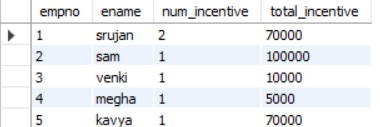 empno ename num_incentive total_incentive
1 srujan 2 70000
2 sam 1 100000
3 venki 1 10000
4 megha 1 5000
5 kavya 1 70000